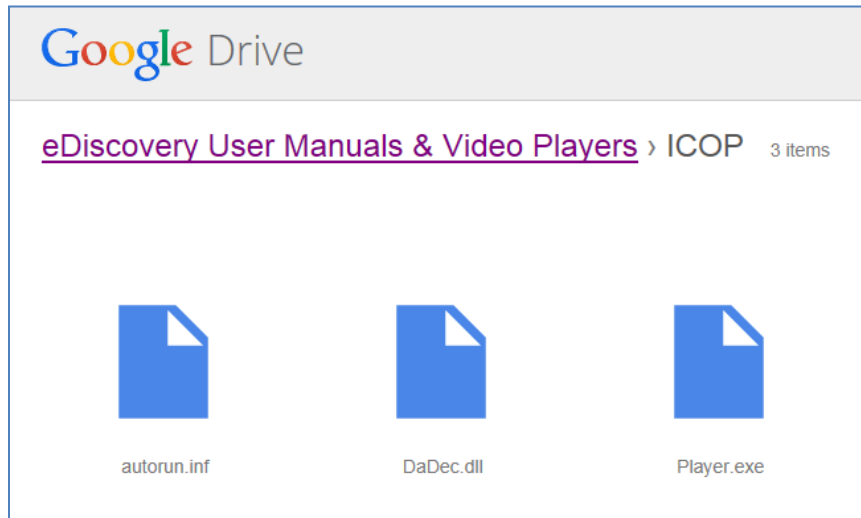 Google Drive
eDiscovery User Manuals & Video Players › ICOP 3 items
autorun.inf DaDec.dll Player.exe